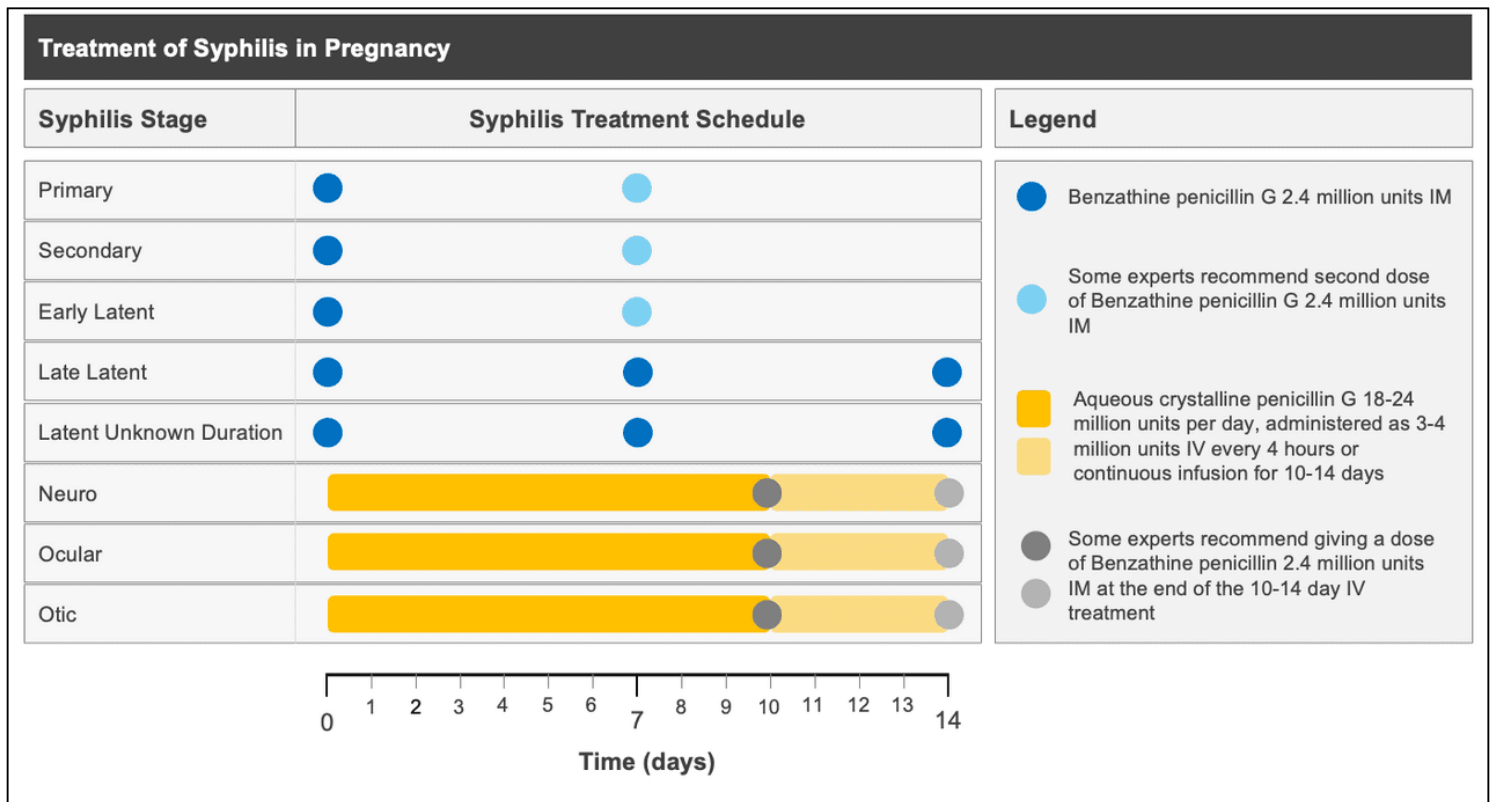 Treatment of Syphilis in Pregnancy
Syphilis Stage
Syphilis Treatment Schedule
Legend
Primary
Secondary
Early Latent
Late Latent
Latent Unknown Duration
Neuro
Ocular
Otic
Benzathine penicillin G 2.4 million units IM
Some experts recommend second dose
of Benzathine penicillin G 2.4 million units
IM
Aqueous crystalline penicillin G 18-24
million units per day, administered as 3-4
million units IV every 4 hours or
continuous infusion for 10-14 days
Some experts recommend giving a dose
of Benzathine penicillin 2.4 million units
IM at the end of the 10-14 day IV
treatment
0 1 2 3 4 5 6 7 8 9 10 11 12 13 14
Time (days)